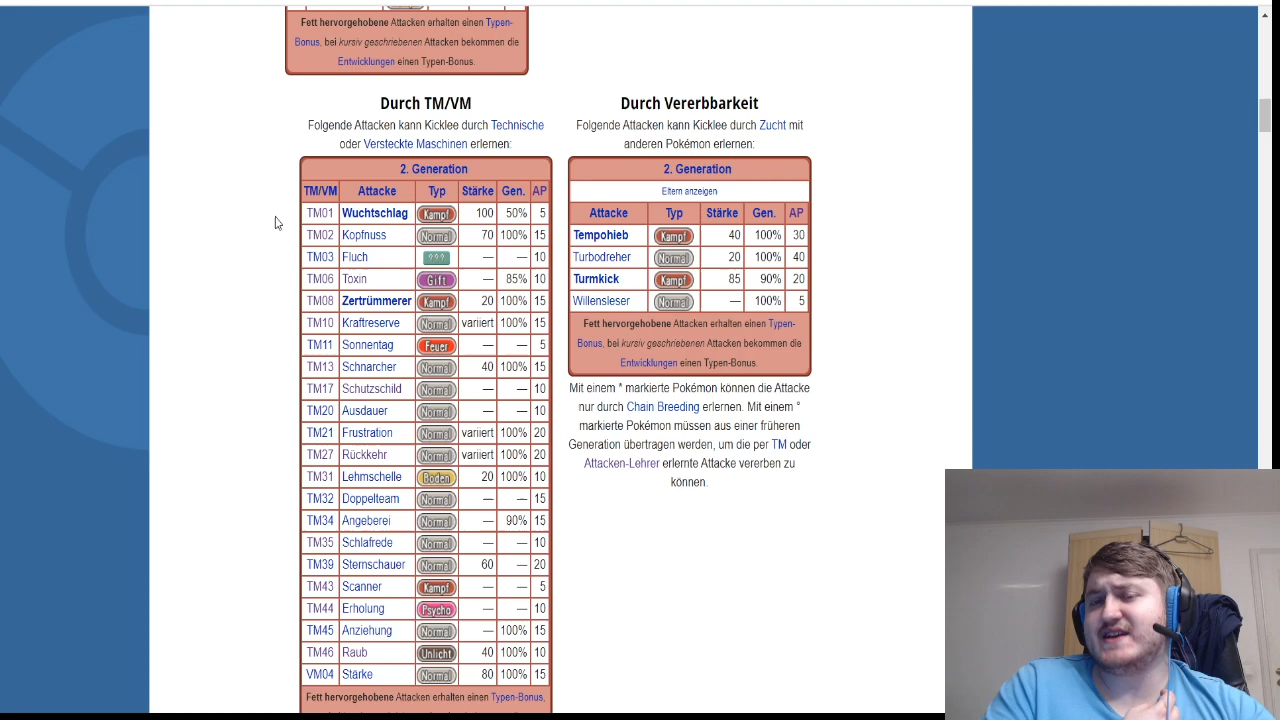 Fett hervorgehobene Attacken erhalten einen Typen-
Bonus, bei kursiv geschriebenen Attacken bekommen die
Entwicklungen einen Typen-Bonus.
Durch TM/VM
Folgende Attacken kann Kicklee durch Technische
oder Versteckte Maschinen erlernen:
2. Generation
TM/VM Attacke Typ Stärke Gen. AP
TM01 Wuchtschlag Kampf 100 50% 5
TM02 Kopfnuss Normal 70 100% 15
TM03 Fluch ??? — — 10
TM06 Toxin Gift — 85% 10
TM08 Zertrümmerer Kampf 20 100% 15
TM10 Kraftreserve Normal variiert 100% 15
TM11 Sonnentag Feuer — — 5
TM13 Schnarcher Normal 40 100% 15
TM17 Schutzschild Normal — — 10
TM20 Ausdauer Normal — — 10
TM21 Frustration Normal variiert 100% 20
TM27 Rückkehr Normal variiert 100% 20
TM31 Lehmschelle Boden 20 100% 10
TM32 Doppelteam Normal — — 15
TM34 Angeberei Normal — 90% 15
TM35 Schlafrede Normal — — 10
TM39 Sternschauer Normal 60 — 20
TM43 Scanner Kampf — — 5
TM44 Erholung Psycho — — 10
TM45 Anziehung Normal — 100% 15
TM46 Raub Unlicht 40 100% 10
VM04 Stärke Normal 80 100% 15
Fett hervorgehobene Attacken erhalten einen Typen-Bonus,
Durch Vererbbarkeit
Folgende Attacken kann Kicklee durch Zucht mit
anderen Pokémon erlernen:
2. Generation
Eltern anzeigen
Attacke Typ Stärke Gen. AP
Tempohieb Kampf 40 100% 30
Turbodreher Normal 20 100% 40
Turmkick Kampf 85 90% 20
Willensleser Normal — 100% 5
Fett hervorgehobene Attacken erhalten einen Typen-
Bonus, bei kursiv geschriebenen Attacken bekommen die
Entwicklungen einen Typen-Bonus.
Mit einem * markierte Pokémon können die Attacke
nur durch Chain Breeding erlernen. Mit einem °
markierte Pokémon müssen aus einer früheren
Generation übertragen werden, um die per TM oder
Attacken-Lehrer erlernte Attacke vererben zu
können.